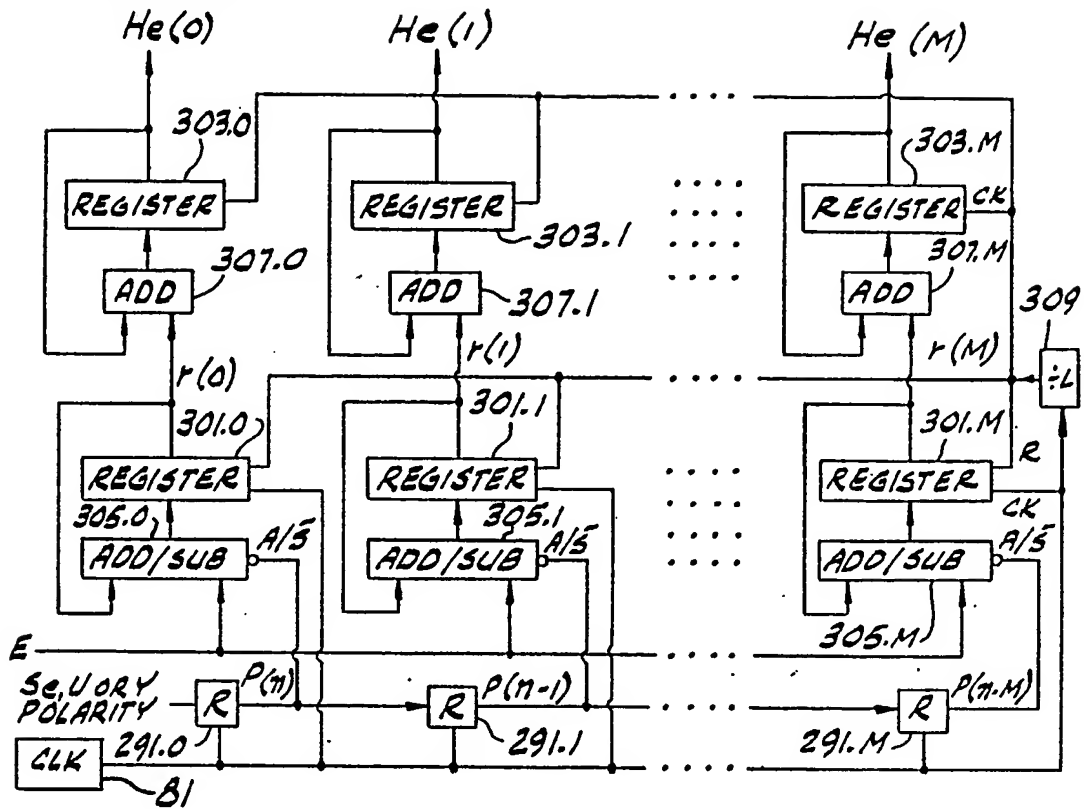 He(0) He(1) He(M)
303.0 303.M
REGISTER REGISTER REGISTER CK
303.1
307.0 307.M
ADD ADD ADD 309
307.1
r(0) r(1) r(M) ÷L
301.0 301.1 301.M
R
REGISTER REGISTER REGISTER
CK
305.0 305.1
A/S̄ A/S̄ A/S̄
ADD/SUB ADD/SUB ADD/SUB
305.M
E
Se, U OR Y
POLARITY
R P(n) R P(n-1) R P(n-M)
291.0 291.1 291.M
CLK
81